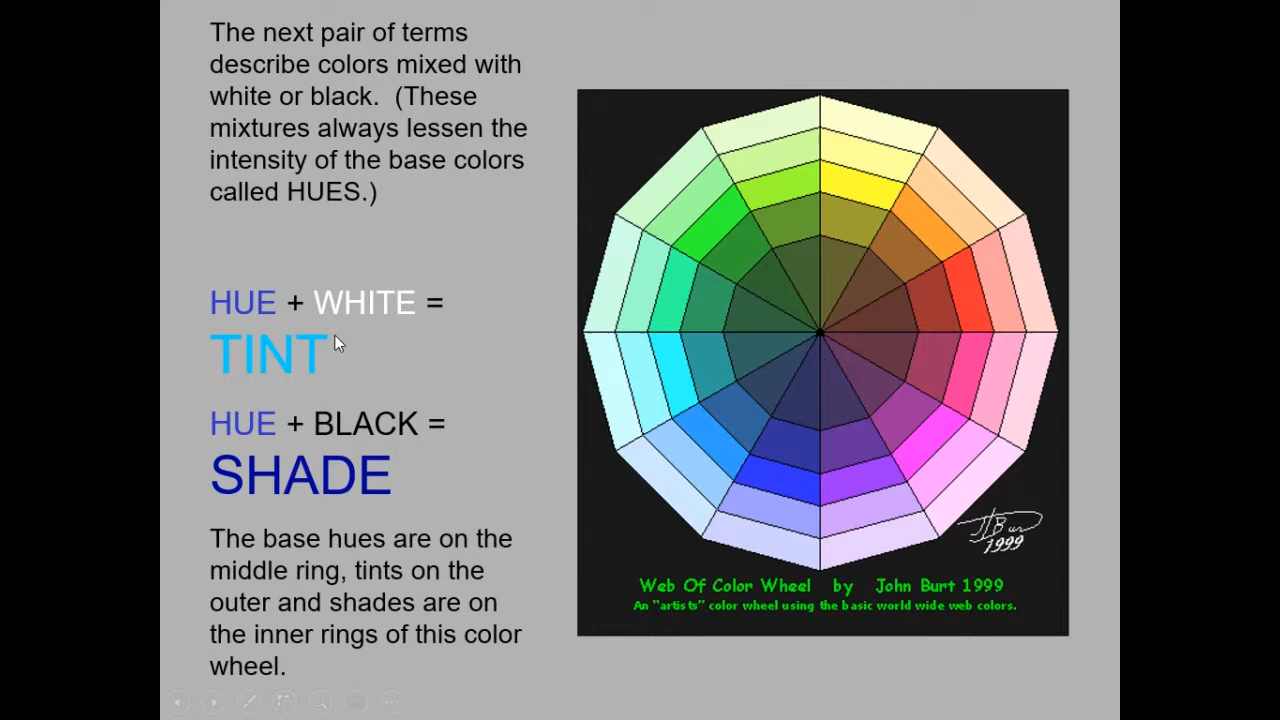 The next pair of terms
describe colors mixed with
white or black.  (These
mixtures always lessen the
intensity of the base colors
called HUES.)
HUE + WHITE =
TINT
HUE + BLACK =
SHADE
The base hues are on the
middle ring, tints on the
outer and shades are on
the inner rings of this color
wheel.
1999
Web Of Color Wheel by John Burt 1999
An "artists" color wheel using the basic world wide web colors.